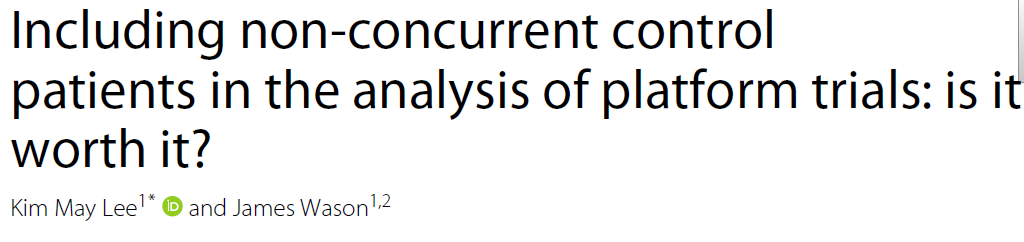 Including non-concurrent control
patients in the analysis of platform trials: is it
worth it?
Kim May Lee1* iD and James Wason1,2